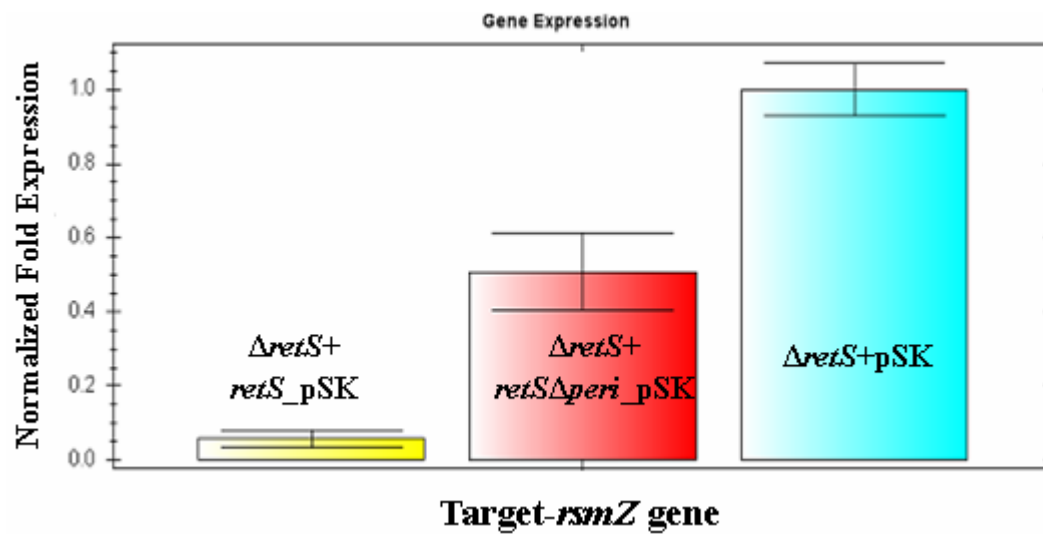 Gene Expression
Normalized Fold Expression
1.0
0.8
0.6
0.4
0.2
0.0
ΔretS+
retS_pSK
ΔretS+
retSΔperi_pSK
ΔretS+pSK
Target-rsmZ gene